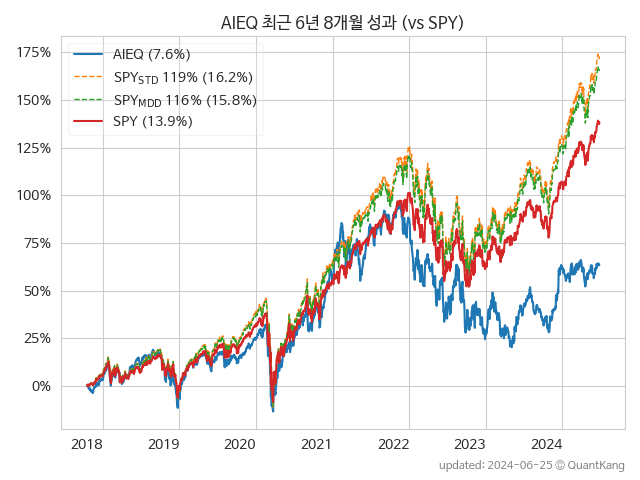 AIEQ 최근 6년 8개월 성과 (vs SPY)
175%
150%
125%
100%
75%
50%
25%
0%
AIEQ (7.6%)
SPY_STD 119% (16.2%)
SPY_MDD 116% (15.8%)
SPY (13.9%)
2018 2019 2020 2021 2022 2023 2024
updated: 2024-06-25 © QuantKang